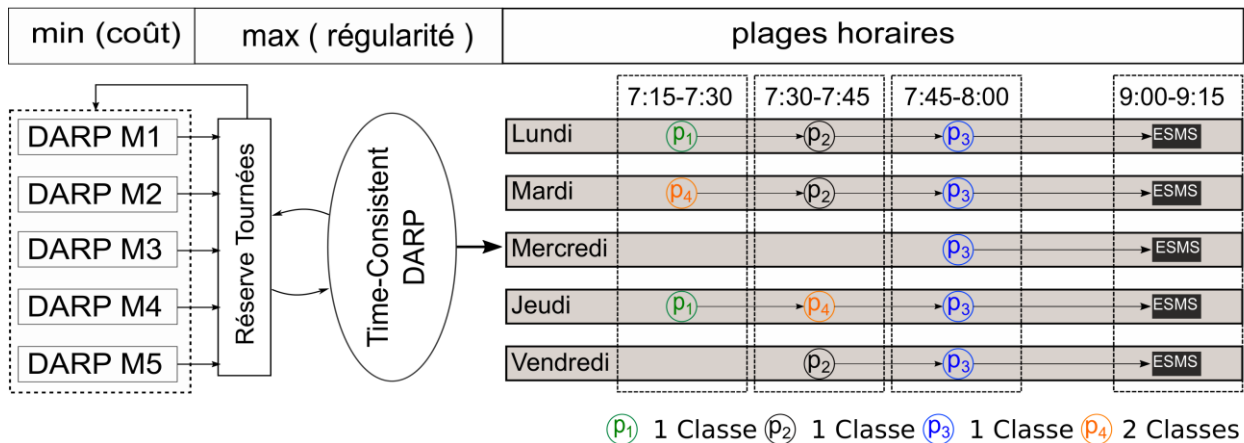 min (coût) max ( régularité ) plages horaires
7:15-7:30 7:30-7:45 7:45-8:00 9:00-9:15
DARP M1
DARP M2
DARP M3
DARP M4
DARP M5
Réserve Tournées
Time-Consistent
DARP
Lundi p₁ p₂ p₃ ESMS
Mardi p₄ p₂ p₃ ESMS
Mercredi p₃ ESMS
Jeudi p₁ p₄ p₃ ESMS
Vendredi p₂ p₃ ESMS
p₁ 1 Classe p₂ 1 Classe p₃ 1 Classe p₄ 2 Classes